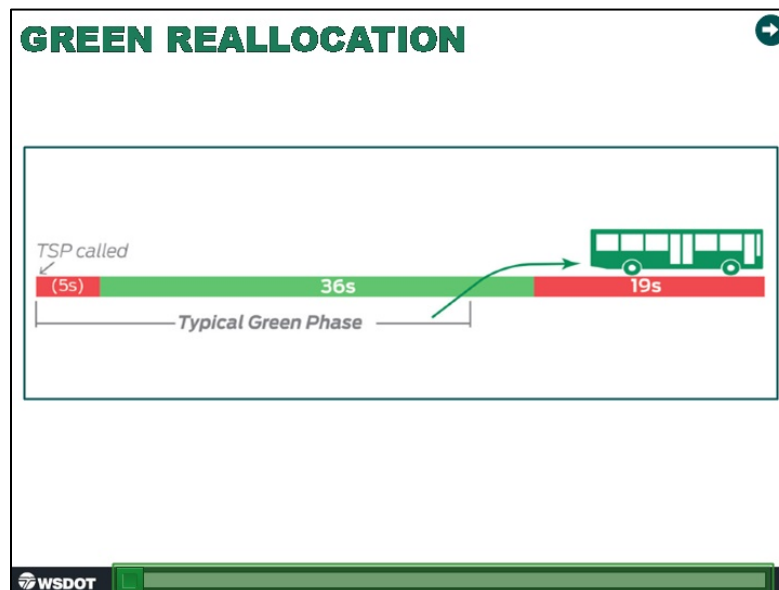 GREEN REALLOCATION
TSP called
(5s) 36s 19s
Typical Green Phase
WSDOT